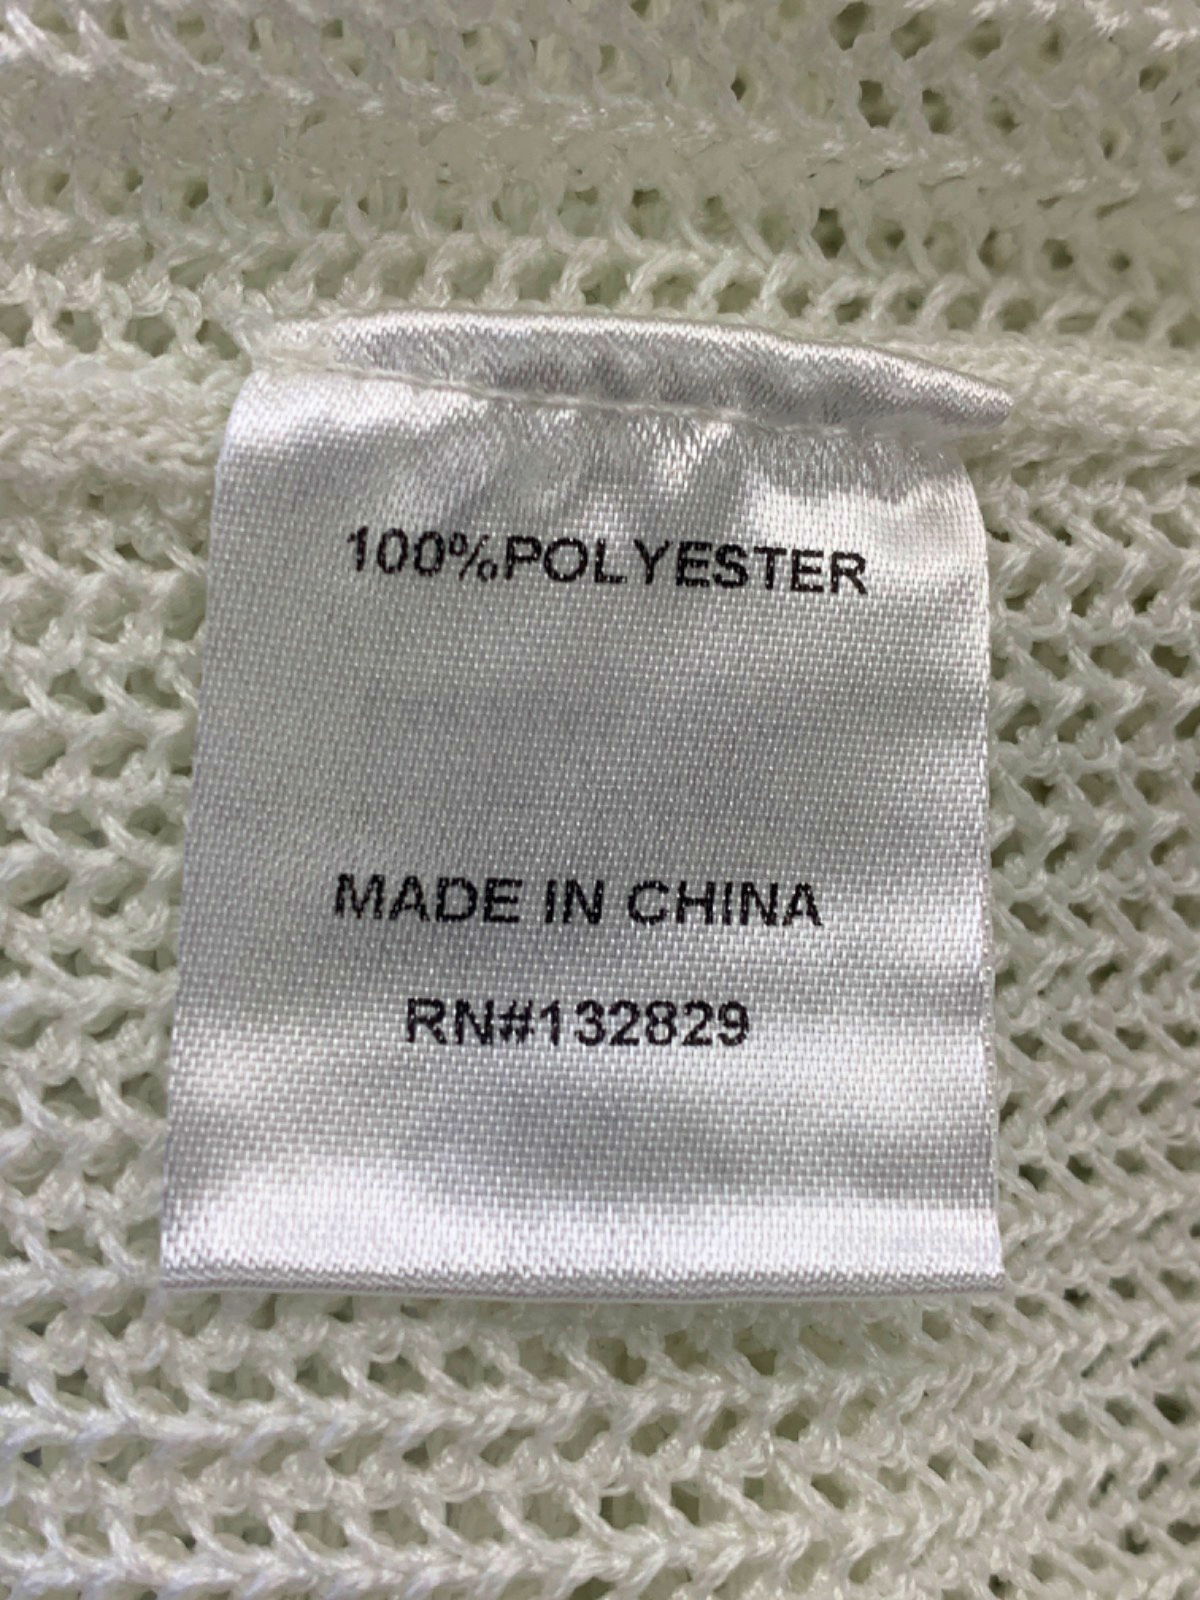 100%POLYESTER
MADE IN CHINA
RN#132829